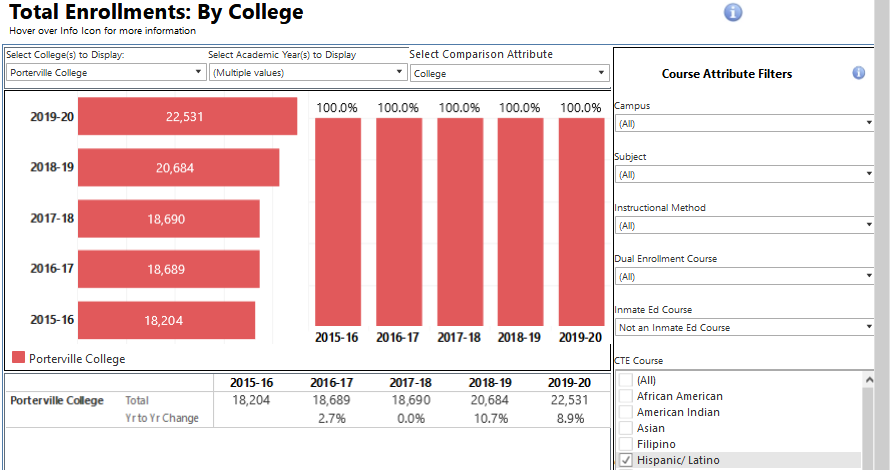 Total Enrollments: By College
Hover over Info Icon for more information
Select College(s) to Display:
Porterville College
Select Academic Year(s) to Display
(Multiple values)
Select Comparison Attribute
College
2019-20
22,531
2018-19
20,684
2017-18
18,690
2016-17
18,689
2015-16
18,204
100.0% 100.0% 100.0% 100.0% 100.0%
2015-16 2016-17 2017-18 2018-19 2019-20
Porterville College
2015-16 2016-17 2017-18 2018-19 2019-20
Porterville College Total 18,204 18,689 18,690 20,684 22,531
Yr to Yr Change 2.7% 0.0% 10.7% 8.9%
Course Attribute Filters
Campus
(All)
Subject
(All)
Instructional Method
(All)
Dual Enrollment Course
(All)
Inmate Ed Course
Not an Inmate Ed Course
CTE Course
(All)
African American
American Indian
Asian
Filipino
Hispanic/ Latino